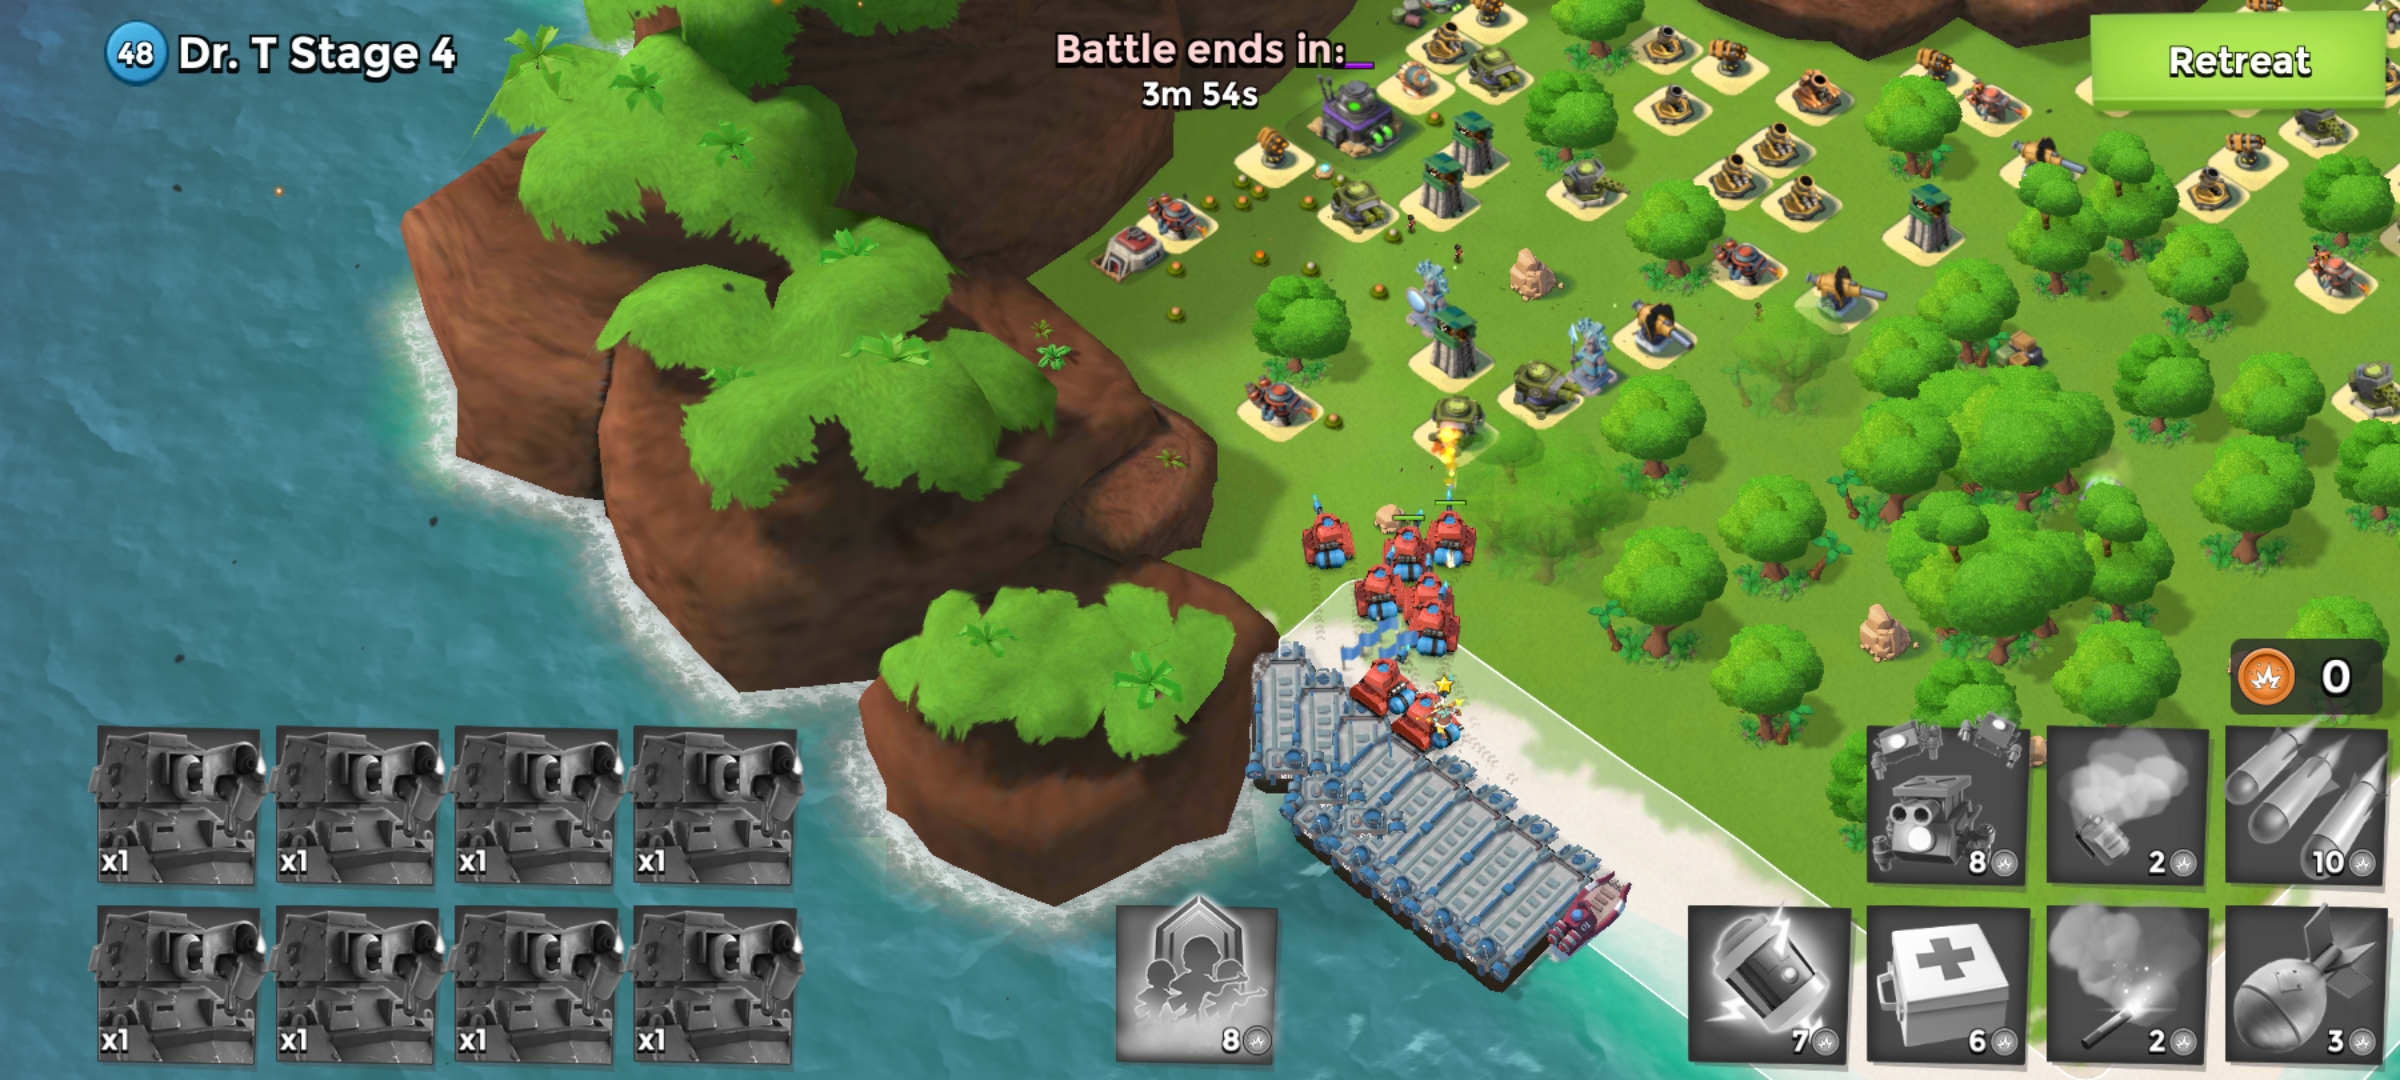 48 Dr. T Stage 4
Battle ends in:
3m 54s
Retreat
0
x1 x1 x1 x1
8 2 10
x1 x1 x1 x1
8
7 6 2 3